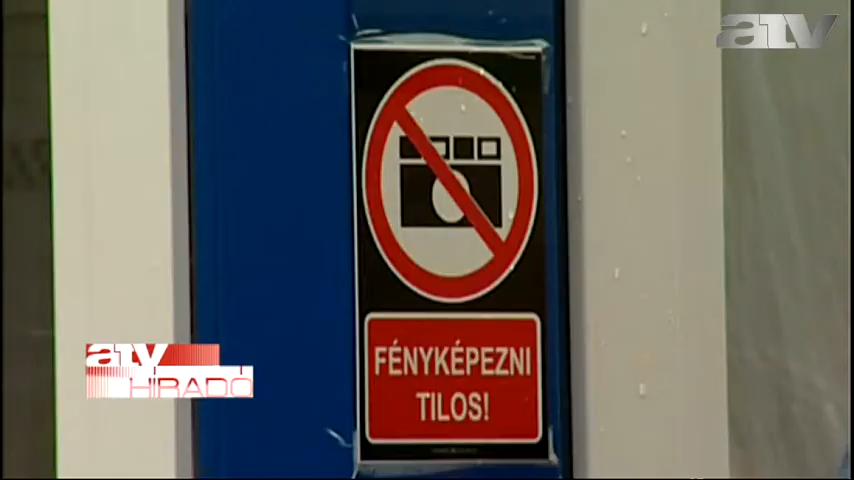 atv
FÉNYKÉPEZNI
TILOS!
atv
HÍRADÓ